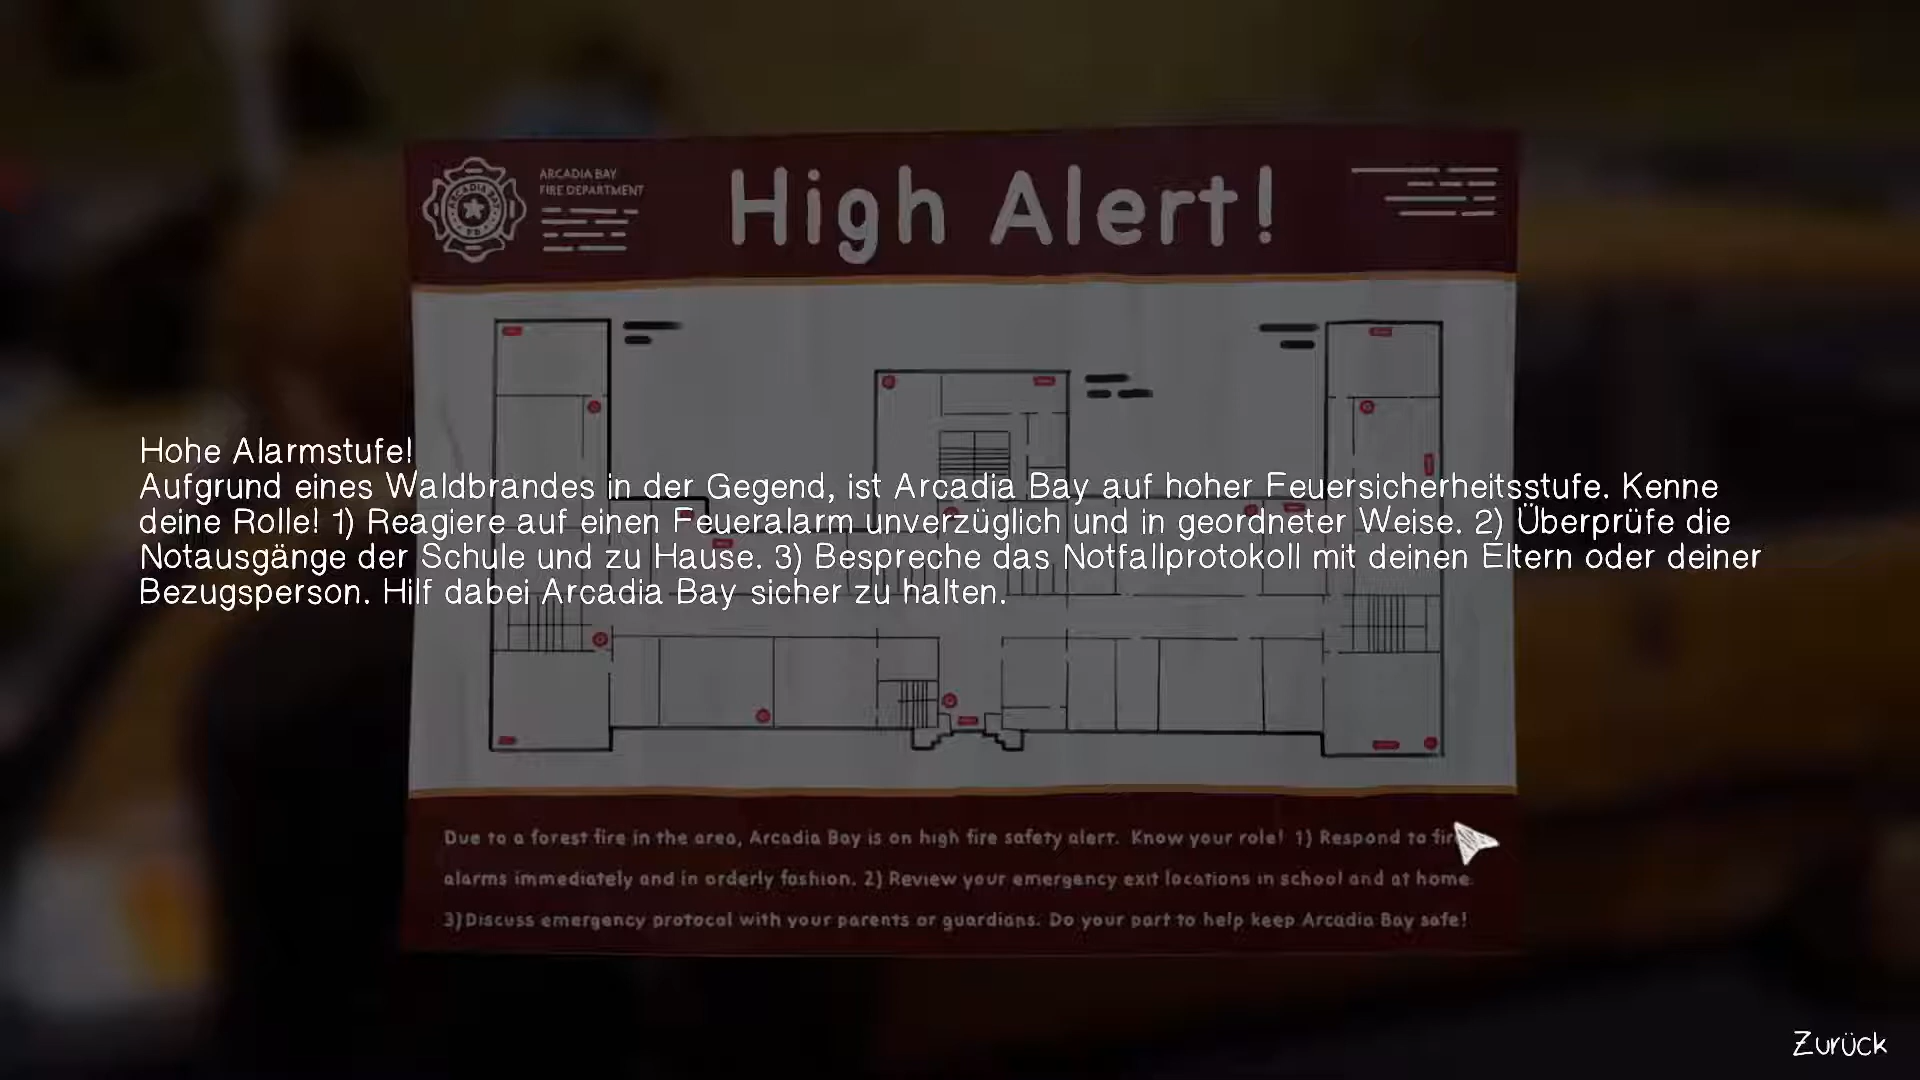 ARCADIA BAY
FIRE DEPARTMENT
High Alert!
Hohe Alarmstufe!
Aufgrund eines Waldbrandes in der Gegend, ist Arcadia Bay auf hoher Feuersicherheitsstufe. Kenne
deine Rolle! 1) Reagiere auf einen Feueralarm unverzüglich und in geordneter Weise. 2) Überprüfe die
Notausgänge der Schule und zu Hause. 3) Bespreche das Notfallprotokoll mit deinen Eltern oder deiner
Bezugsperson. Hilf dabei Arcadia Bay sicher zu halten.
Due to a forest fire in the area, Arcadia Bay is on high fire safety alert. Know your role! 1) Respond to
alarms immediately and in orderly fashion. 2) Review your emergency exit locations in school and at home.
3)Discuss emergency protocol with your parents or guardians. Do your part to help keep Arcadia Bay safe!
Zurück